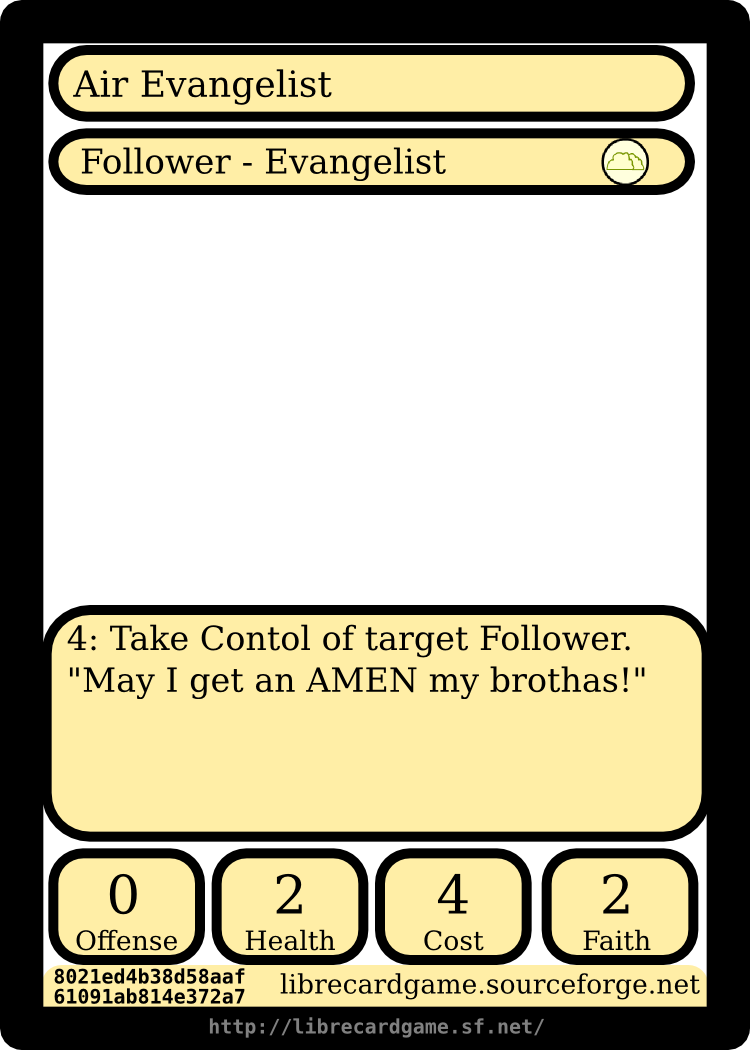 Air Evangelist
Follower - Evangelist
4: Take Contol of target Follower.
"May I get an AMEN my brothas!"
0
Offense
2
Health
4
Cost
2
Faith
8021ed4b38d58aaf
61091ab814e372a7
librecardgame.sourceforge.net
http://librecardgame.sf.net/